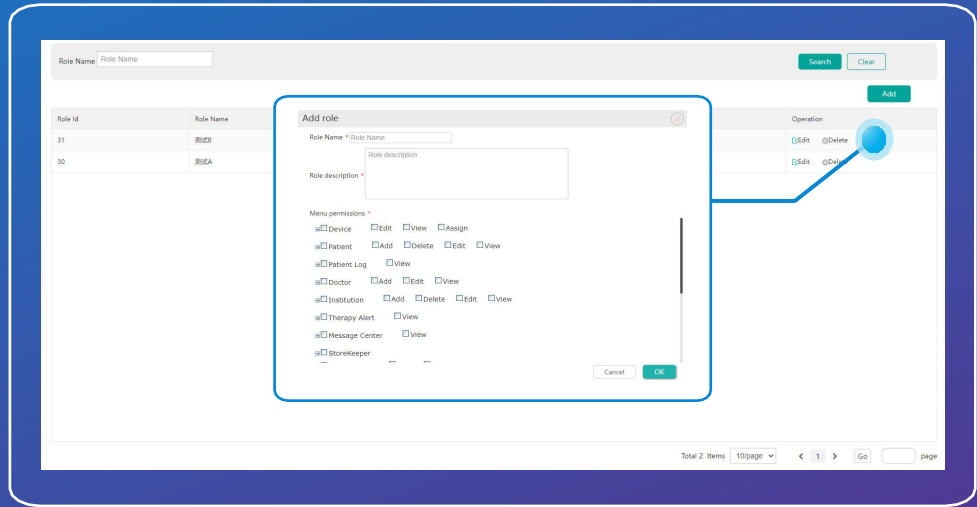 Role Name Role Name Search Clear
Add
Role Id Role Name Operation
31 测试B Edit Delete
30 测试A Edit Delete
Add role
Role Name * Role Name
Role description
Role description *
Menu permissions *
Device Edit View Assign
Patient Add Delete Edit View
Patient Log View
Doctor Add Edit View
Institution Add Delete Edit View
Therapy Alert View
Message Center View
StoreKeeper
Cancel OK
Total 2 Items 10/page 1 Go page